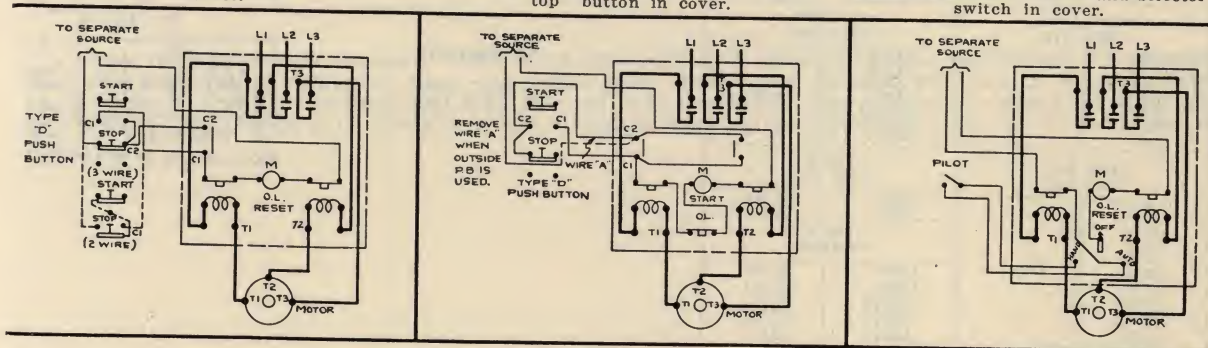 top" button in cover.
switch in cover.
TO SEPARATE
SOURCE
L1 L2 L3
T3
START
C1
TYPE
"D"
PUSH
BUTTON
STOP
C2
(3 WIRE)
START
STOP
C1
(2 WIRE)
C2
C1
M
O.L.
RESET
T1
T2
T2
T1 T3
MOTOR
TO SEPARATE
SOURCE
L1 L2 L3
T3
START
REMOVE
WIRE "A"
WHEN
OUTSIDE
P.B IS
USED.
C2
C1
STOP
TYPE "D"
PUSH BUTTON
C2
WIRE "A"
C1
M
START
O.L.
T1
T2
T2
T1 T3
MOTOR
TO SEPARATE
SOURCE
L1 L2 L3
T3
PILOT
M
O.L.
RESET
OFF
T1
T2
HAND
AUTO
T2
T1 T3
MOTOR